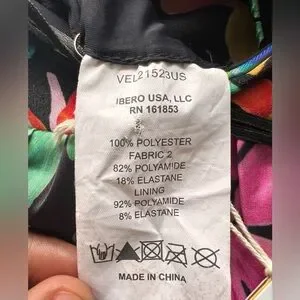 VEL21523US
IBERO USA, LLC
RN 161853
100% POLYESTER
FABRIC 2
82% POLYAMIDE
18% ELASTANE
LINING
92% POLYAMIDE
8% ELASTANE
MADE IN CHINA